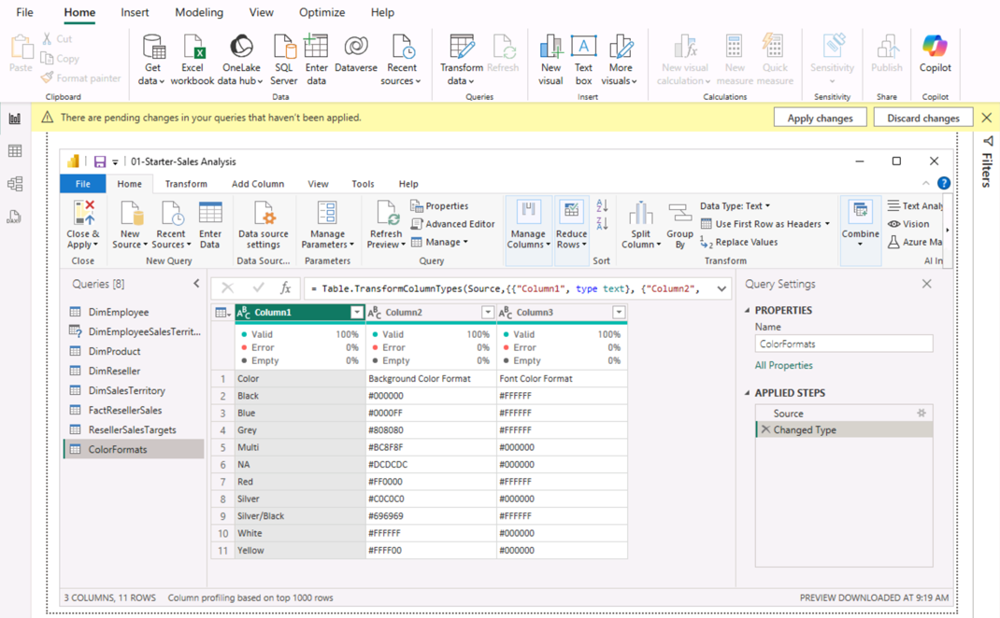 File Home Insert Modeling View Optimize Help
Paste Cut Copy Format painter
Clipboard
Get data Excel workbook OneLake data hub SQL Server Enter data Dataverse Recent sources
Data
Transform data Refresh
Queries
New visual Text box More visuals
Insert
New visual calculation New measure Quick measure
Calculations
Sensitivity
Sensitivity
Publish
Share
Copilot
Copilot
There are pending changes in your queries that haven't been applied. Apply changes Discard changes
Filters
01-Starter-Sales Analysis
File Home Transform Add Column View Tools Help
Close & Apply
Close
New Source Recent Sources Enter Data
New Query
Data source settings
Data Sourc...
Manage Parameters
Parameters
Refresh Preview Properties Advanced Editor Manage
Query
Manage Columns Reduce Rows
Sort
Split Column Group By Data Type: Text Use First Row as Headers Replace Values
Transform
Combine
Text Analy
Vision
Azure Ma
AI In
Queries [8]
DimEmployee
DimEmployeeSalesTerrit...
DimProduct
DimReseller
DimSalesTerritory
FactResellerSales
ResellerSalesTargets
ColorFormats
fx = Table.TransformColumnTypes(Source,{{"Column1", type text}, {"Column2",
ABC Column1 ABC Column2 ABC Column3
Valid 100% Valid 100% Valid 100%
Error 0% Error 0% Error 0%
Empty 0% Empty 0% Empty 0%
1 Color Background Color Format Font Color Format
2 Black #000000 #FFFFFF
3 Blue #0000FF #FFFFFF
4 Grey #808080 #FFFFFF
5 Multi #BC8F8F #000000
6 NA #DCDCDC #000000
7 Red #FF0000 #FFFFFF
8 Silver #C0C0C0 #000000
9 Silver/Black #696969 #FFFFFF
10 White #FFFFFF #000000
11 Yellow #FFFF00 #000000
Query Settings
PROPERTIES
Name
ColorFormats
All Properties
APPLIED STEPS
Source
Changed Type
3 COLUMNS, 11 ROWS Column profiling based on top 1000 rows PREVIEW DOWNLOADED AT 9:19 AM